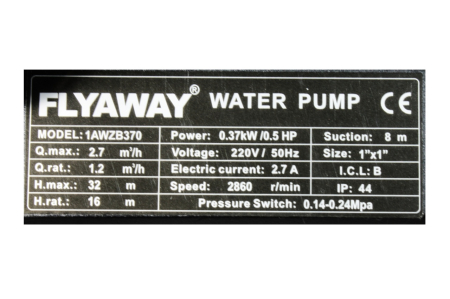 FLYAWAY® WATER PUMP CE
MODEL: 1AWZB370 Power: 0.37kW/0.5 HP Suction: 8 m
Q.max.: 2.7 m³/h Voltage: 220V/ 50Hz Size: 1"x1"
Q.rat.: 1.2 m³/h Electric current: 2.7 A I.C.L: B
H.max.: 32 m Speed: 2860 r/min IP: 44
H.rat.: 16 m Pressure Switch: 0.14-0.24Mpa